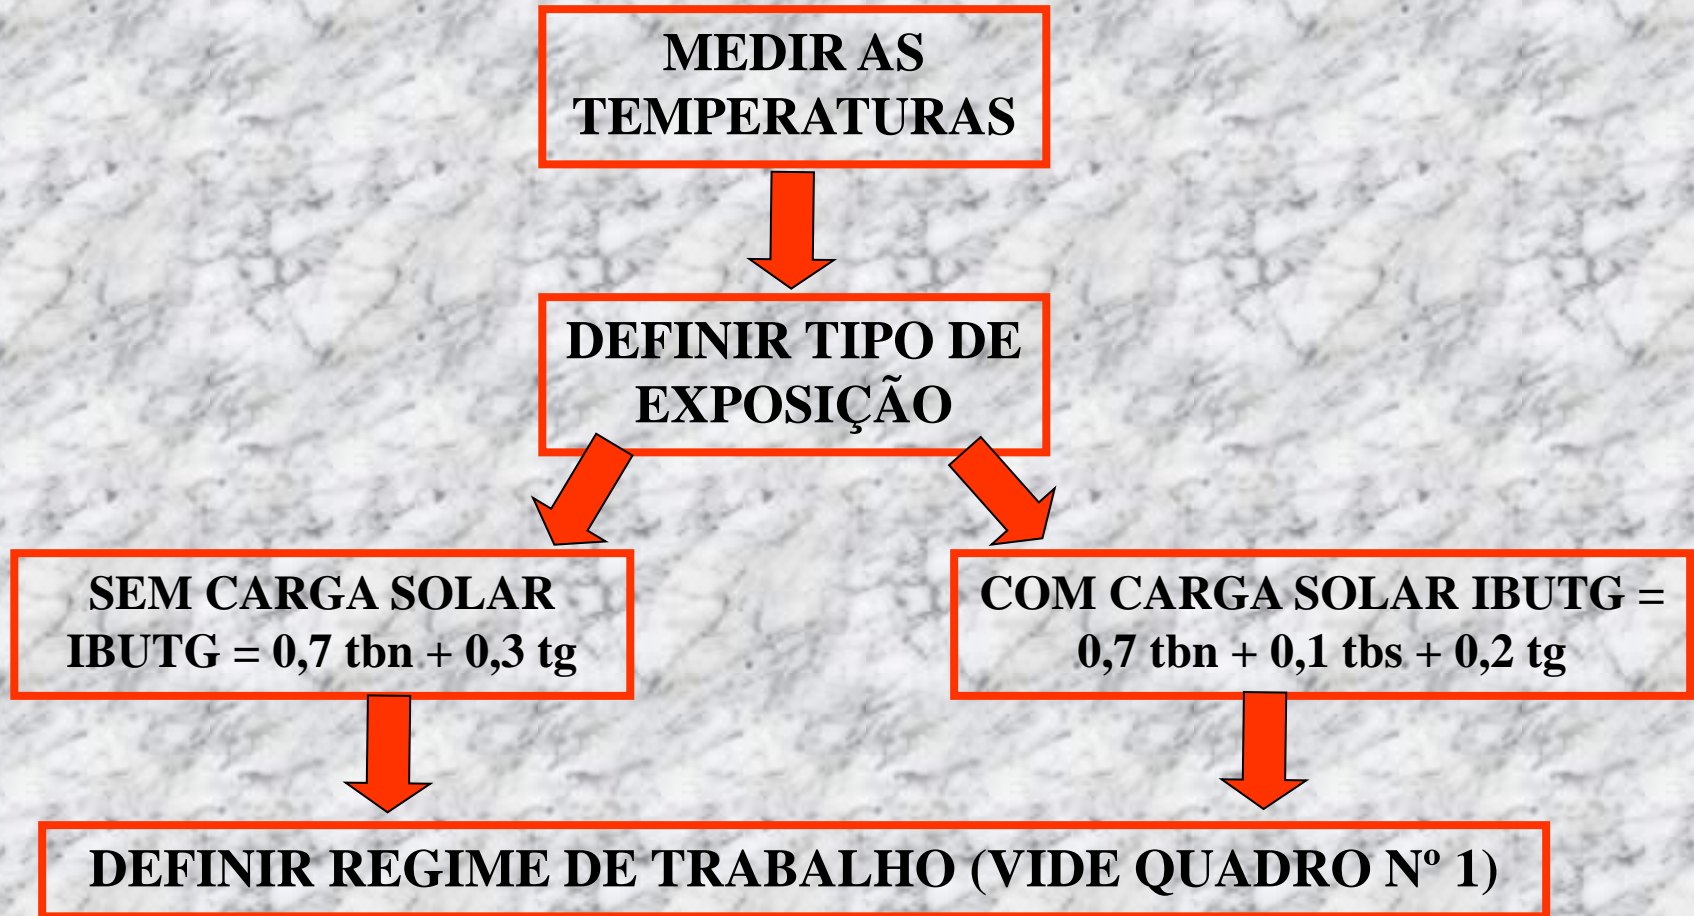 MEDIR AS
TEMPERATURAS
DEFINIR TIPO DE
EXPOSIÇÃO
SEM CARGA SOLAR
IBUTG = 0,7 tbn + 0,3 tg
COM CARGA SOLAR IBUTG =
0,7 tbn + 0,1 tbs + 0,2 tg
DEFINIR REGIME DE TRABALHO (VIDE QUADRO Nº 1)